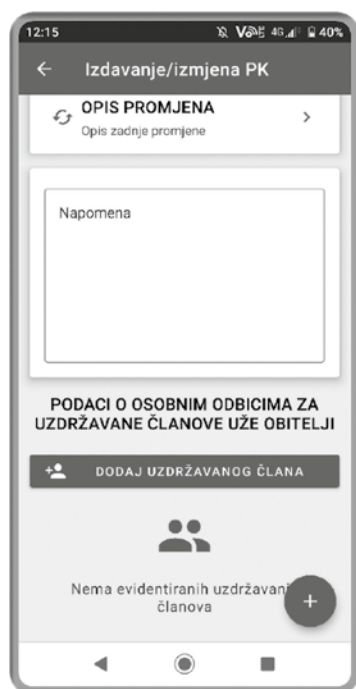 12:15 4G 40%
Izdavanje/izmjena PK
OPIS PROMJENA
Opis zadnje promjene
Napomena
PODACI O OSOBNIM ODBICIMA ZA
UZDRŽAVANE ČLANOVE UŽE OBITELJI
DODAJ UZDRŽAVANOG ČLANA
Nema evidentiranih
članova